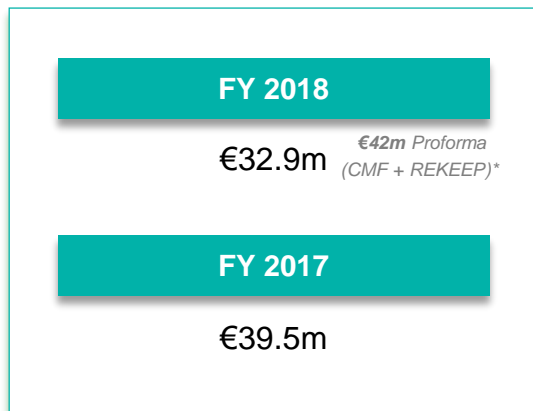 FY 2018
€32.9m
€42m Proforma
(CMF + REKEEP)*
FY 2017
€39.5m